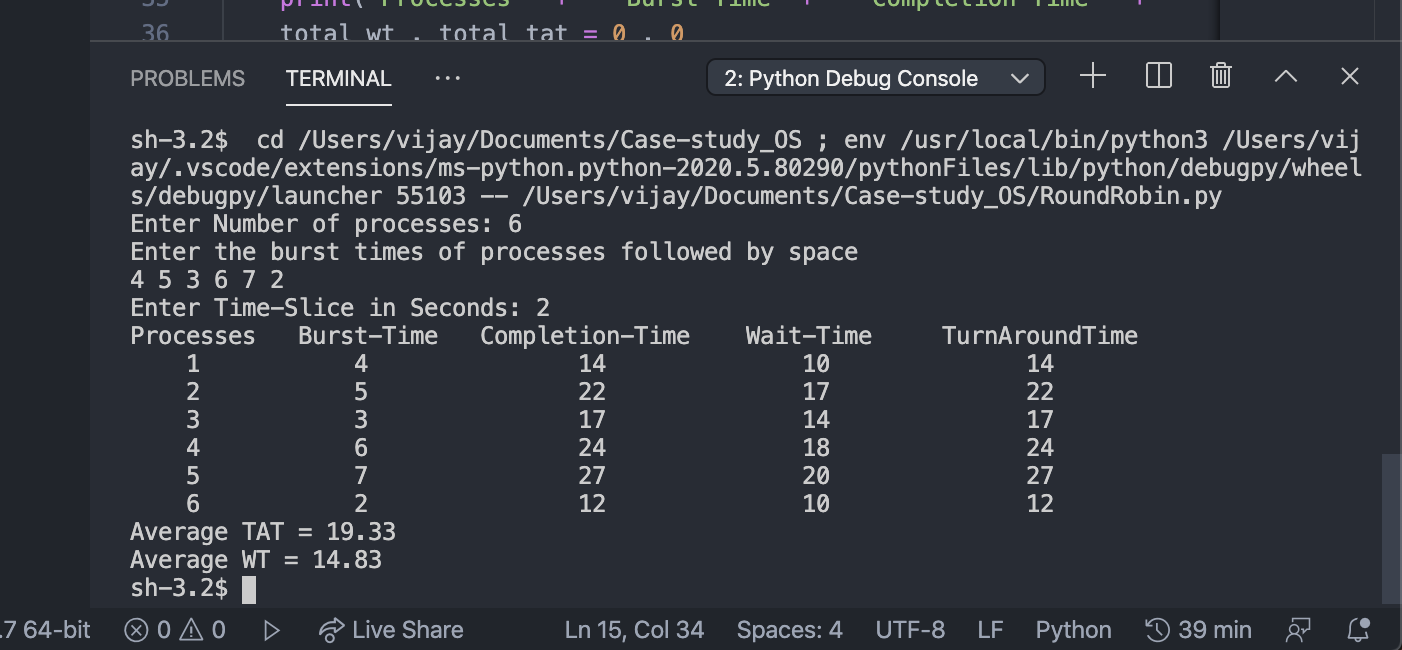 35 print("Processes " + " Burst Time " + " Completion Time " +
36 total_wt , total_tat = 0 , 0
PROBLEMS TERMINAL ··· 2: Python Debug Console
sh-3.2$  cd /Users/vijay/Documents/Case-study_OS ; env /usr/local/bin/python3 /Users/vij
ay/.vscode/extensions/ms-python.python-2020.5.80290/pythonFiles/lib/python/debugpy/wheel
s/debugpy/launcher 55103 -- /Users/vijay/Documents/Case-study_OS/RoundRobin.py
Enter Number of processes: 6
Enter the burst times of processes followed by space
4 5 3 6 7 2
Enter Time-Slice in Seconds: 2
Processes Burst-Time Completion-Time Wait-Time TurnAroundTime
1 4 14 10 14
2 5 22 17 22
3 3 17 14 17
4 6 24 18 24
5 7 27 20 27
6 2 12 10 12
Average TAT = 19.33
Average WT = 14.83
sh-3.2$
.7 64-bit 0 0 Live Share Ln 15, Col 34 Spaces: 4 UTF-8 LF Python 39 min